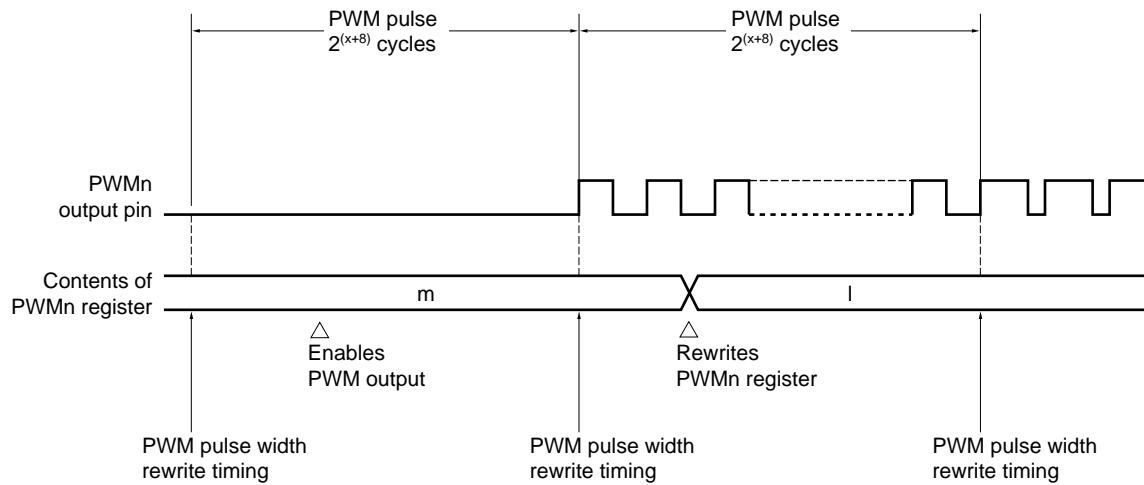 PWM pulse
2(x+8) cycles
PWM pulse
2(x+8) cycles
PWMn
output pin
Contents of
PWMn register
m
l
Enables
PWM output
Rewrites
PWMn register
PWM pulse width
rewrite timing
PWM pulse width
rewrite timing
PWM pulse width
rewrite timing